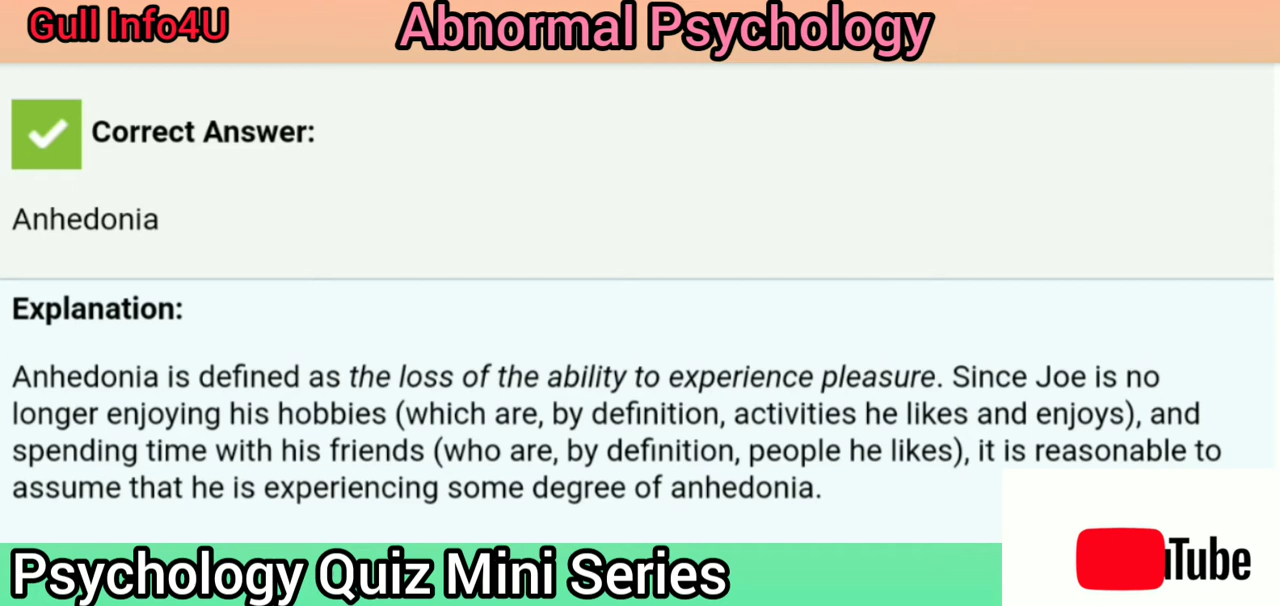 Gull Info4U
Abnormal Psychology
Correct Answer:
Anhedonia
Explanation:
Anhedonia is defined as the loss of the ability to experience pleasure. Since Joe is no
longer enjoying his hobbies (which are, by definition, activities he likes and enjoys), and
spending time with his friends (who are, by definition, people he likes), it is reasonable to
assume that he is experiencing some degree of anhedonia.
Psychology Quiz Mini Series
Tube